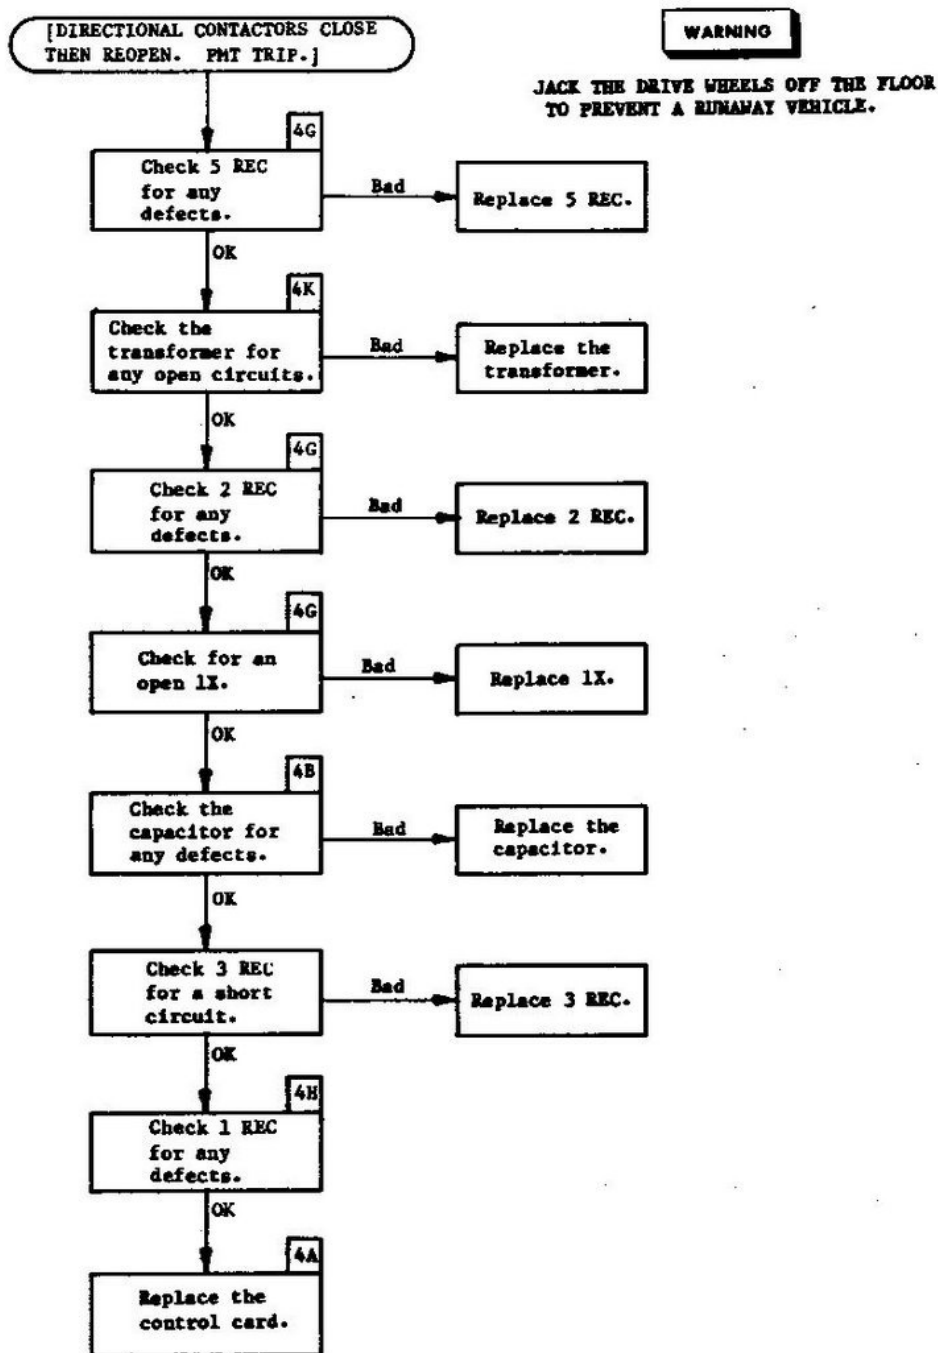 [DIRECTIONAL CONTACTORS CLOSE
THEN REOPEN. PMT TRIP.]
WARNING
JACK THE DRIVE WHEELS OFF THE FLOOR
TO PREVENT A RUNAWAY VEHICLE.
4G
Check 5 REC
for any
defects.
Bad
Replace 5 REC.
OK
4K
Check the
transformer for
any open circuits.
Bad
Replace the
transformer.
OK
4G
Check 2 REC
for any
defects.
Bad
Replace 2 REC.
OK
4G
Check for an
open 1X.
Bad
Replace 1X.
OK
4B
Check the
capacitor for
any defects.
Bad
Replace the
capacitor.
OK
Check 3 REC
for a short
circuit.
Bad
Replace 3 REC.
OK
4H
Check 1 REC
for any
defects.
OK
4A
Replace the
control card.